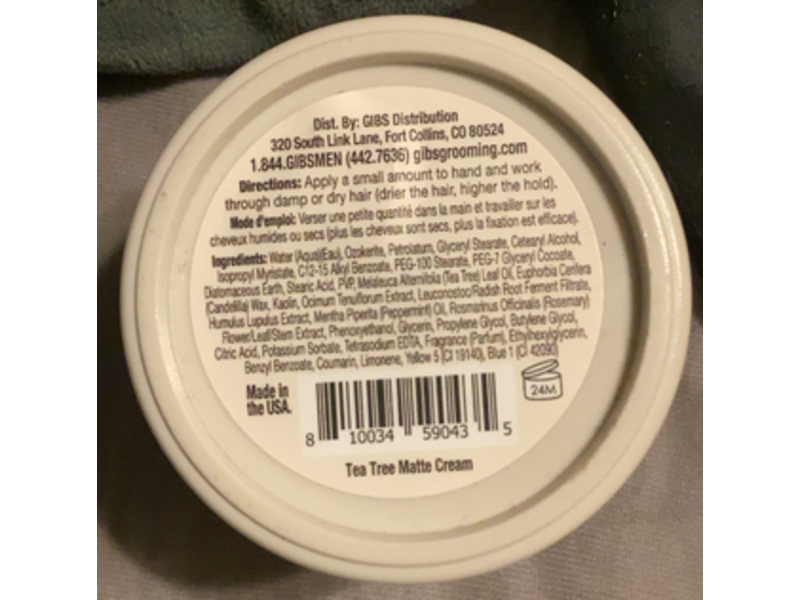 Dist. By: GIBS Distribution
320 South Link Lane, Fort Collins, CO 80524
1.844.GIBSMEN (442.7636) gibsgrooming.com
Directions: Apply a small amount to hand and work
through damp or dry hair (drier the hair, higher the hold).
Mode d'emploi: Verser une petite quantité dans la main et travailler sur les
cheveux humides ou secs (plus les cheveux sont secs, plus la fixation est efficace).
Ingredients: Water (Aqua)(Eau), Ozokerite, Petrolatum, Glyceryl Stearate, Cetearyl Alcohol,
Isopropyl Myristate, C12-15 Alkyl Benzoate, PEG-100 Stearate, PEG-7 Glyceryl Cocoate,
Diatomaceous Earth, Stearic Acid, PVP, Melaleuca Alternifolia (Tea Tree) Leaf Oil, Euphorbia Cerifera
(Candelilla) Wax, Kaolin, Ocimum Tenuiflorum Extract, Leuconostoc/Radish Root Ferment Filtrate,
Humulus Lupulus Extract, Mentha Piperita (Peppermint) Oil, Rosmarinus Officinalis (Rosemary)
Flower/Leaf/Stem Extract, Phenoxyethanol, Glycerin, Propylene Glycol, Butylene Glycol,
Citric Acid, Potassium Sorbate, Tetrasodium EDTA, Fragrance (Parfum), Ethylhexylglycerin,
Benzyl Benzoate, Coumarin, Limonene, Yellow 5 (CI 19140), Blue 1 (CI 42090)
Made in
the USA.
24M
8 10034 59043 5
Tea Tree Matte Cream